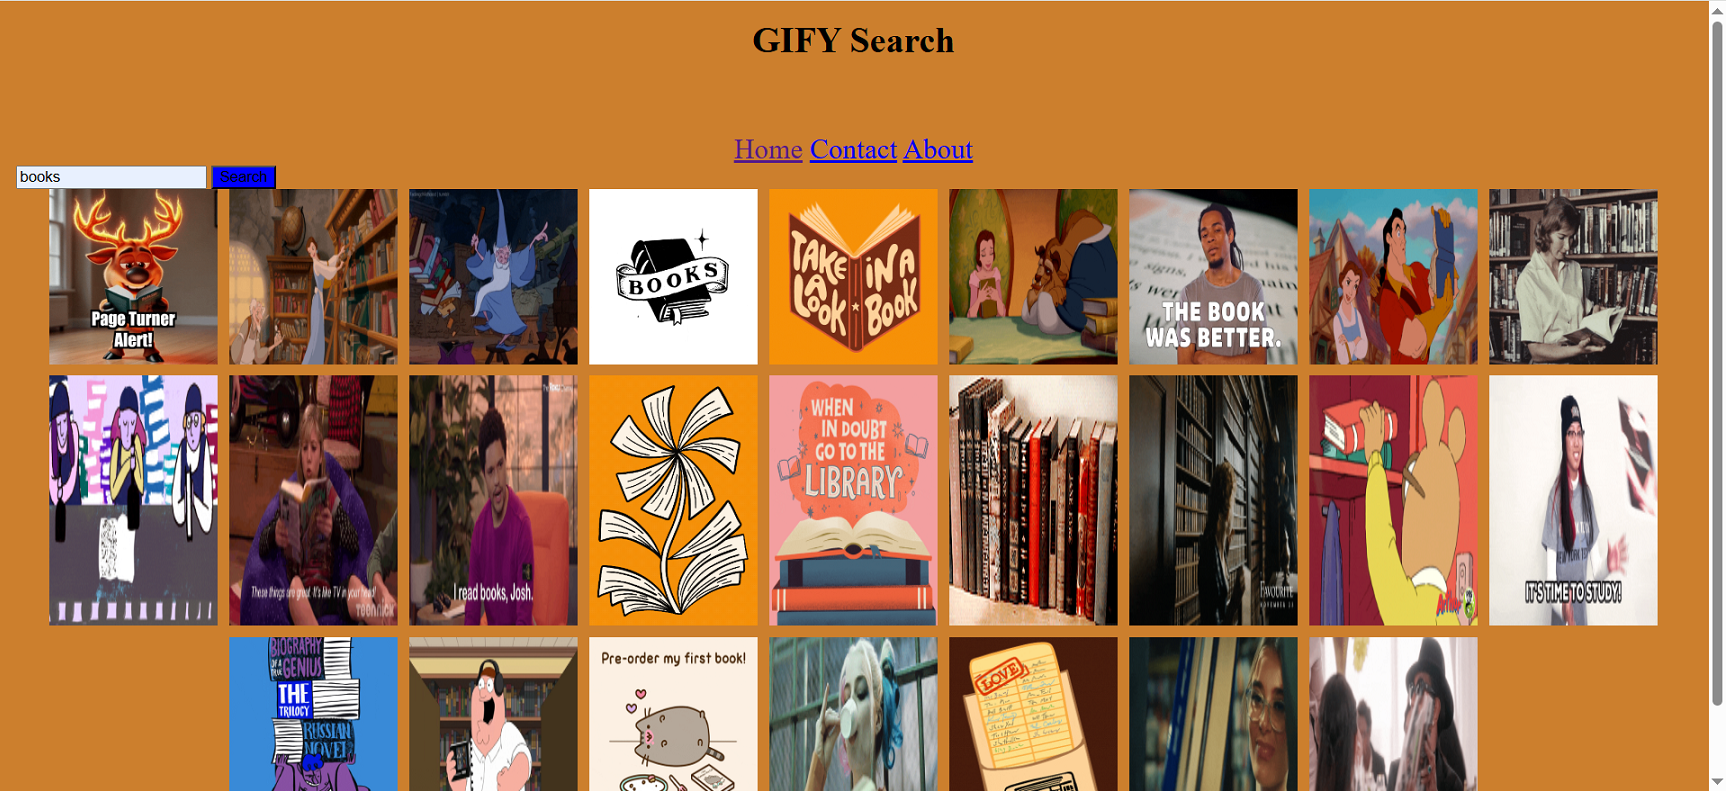 GIFY Search
Home Contact About
books
Search
Page Turner
Alert!
BOOKS
TAKE
A
LOOK
IN A
BOOK
THE BOOK
WAS BETTER.
These things are great. It's like TV in your head!
teennick
I read books, Josh.
WHEN
IN DOUBT
GO TO THE
LIBRARY
FAVOURITE
IT'S TIME TO STUDY!
BIOGRAPHY
OF A
GENIUS
THE
TRILOGY
RUSSIAN
NOVEL
Pre-order my first book!
LOVE